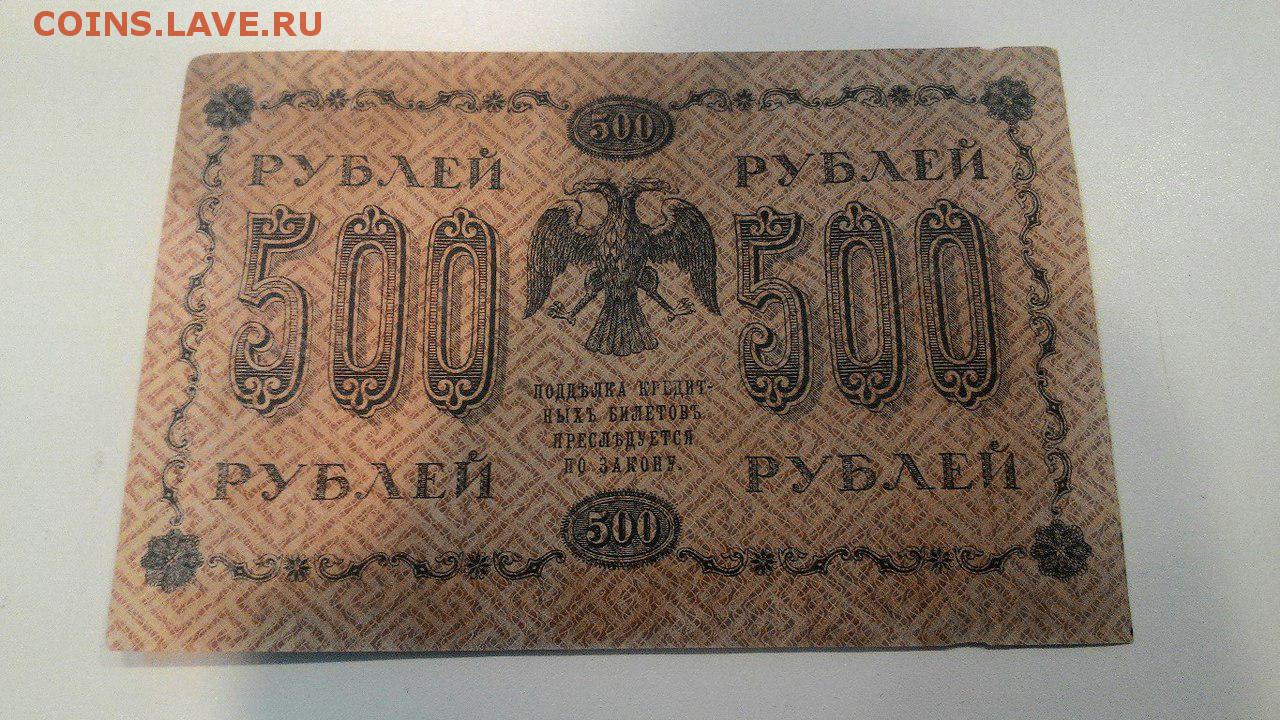 COINS.LAVE.RU
500
РУБЛЕЙ РУБЛЕЙ
500 500
ПОДДѢЛКА КРЕДИТ-
НЫХЪ БИЛЕТОВЪ
ПРЕСЛѢДУЕТСЯ
ПО ЗАКОНУ.
РУБЛЕЙ РУБЛЕЙ
500